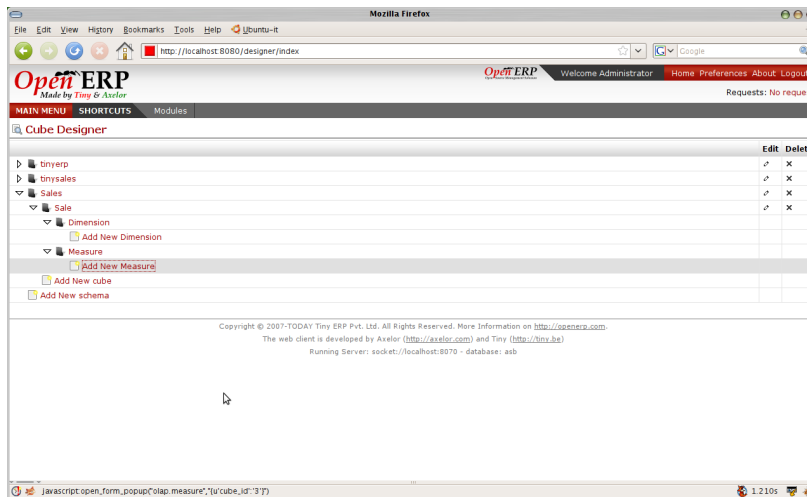 Mozilla Firefox
File Edit View History Bookmarks Tools Help Ubuntu-it
http://localhost:8080/designer/index
Google
Open ERP
Made by Tiny & Axelor
Open ERP
Welcome Administrator
Home Preferences About Logout
Requests: No reque
MAIN MENU SHORTCUTS Modules
Cube Designer
Edit Delet
tinyerp
tinysales
Sales
Sale
Dimension
Add New Dimension
Measure
Add New Measure
Add New cube
Add New schema
Copyright © 2007-TODAY Tiny ERP Pvt. Ltd. All Rights Reserved. More Information on http://openerp.com.
The web client is developed by Axelor (http://axelor.com) and Tiny (http://tiny.be)
Running Server: socket://localhost:8070 - database: asb
javascript:open_form_popup("olap.measure","{u'cube_id':'3'}")
1.210s